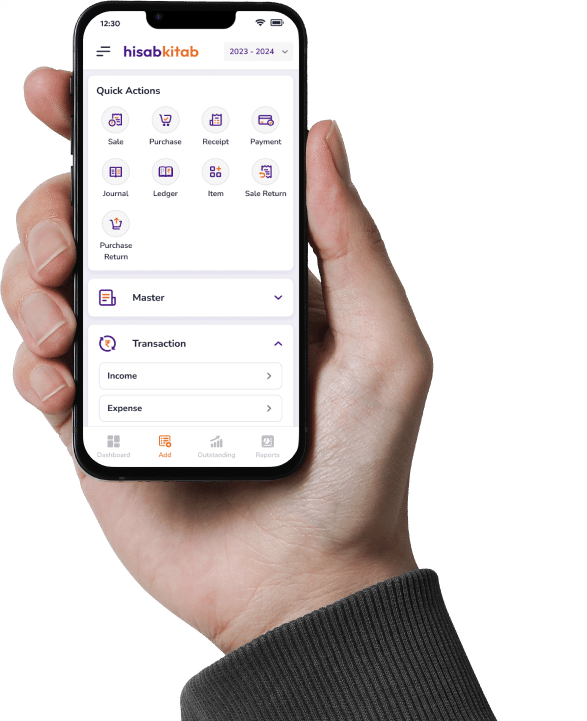 12:30
hisabkitab
2023 - 2024
Quick Actions
Sale Purchase Receipt Payment
Journal Ledger Item Sale Return
Purchase
Return
Master
Transaction
Income
Expense
Dashboard Add Outstanding Reports